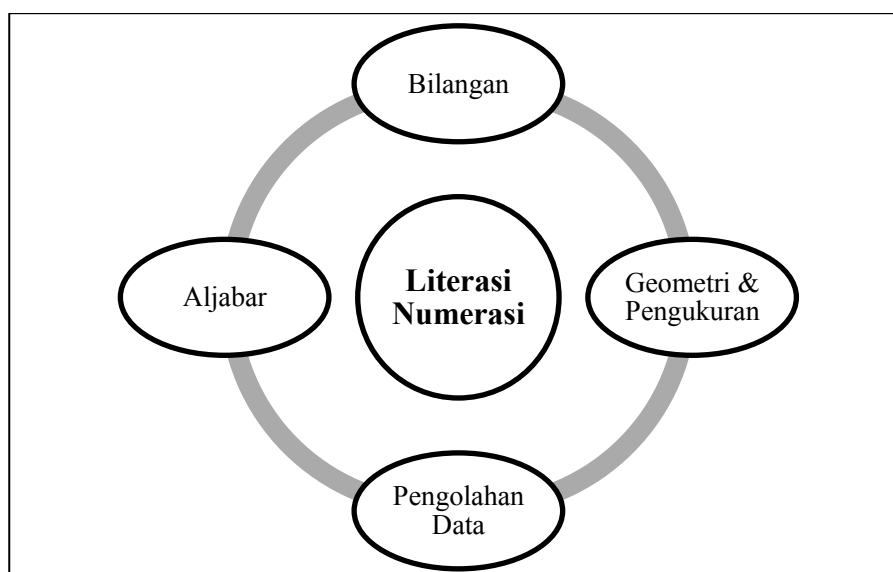 Bilangan
Aljabar
Literasi
Numerasi
Geometri &
Pengukuran
Pengolahan
Data